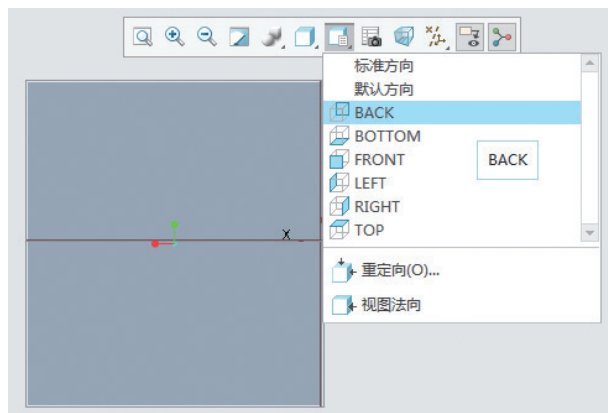 标准方向
默认方向
BACK
BOTTOM
FRONT
BACK
LEFT
RIGHT
TOP
X
重定向(O)...
视图法向